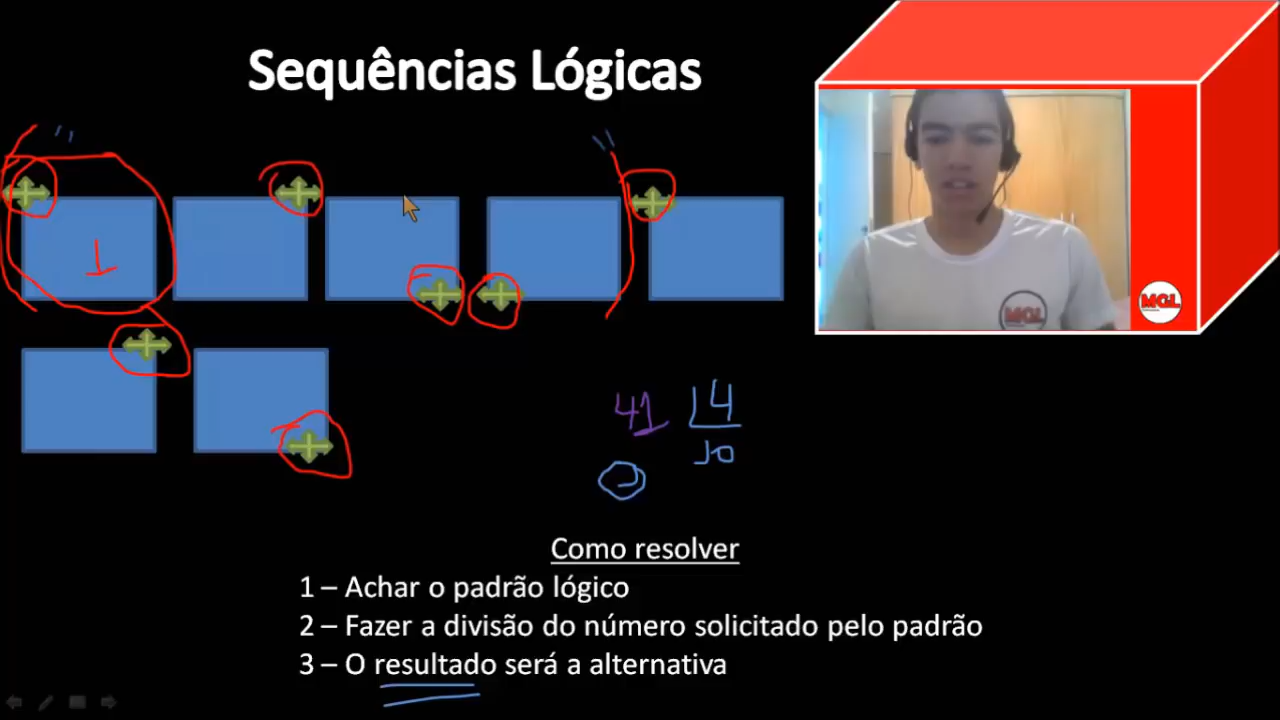 Sequências Lógicas
1
MGL
MGL
41 4
10
Como resolver
1 – Achar o padrão lógico
2 – Fazer a divisão do número solicitado pelo padrão
3 – O resultado será a alternativa